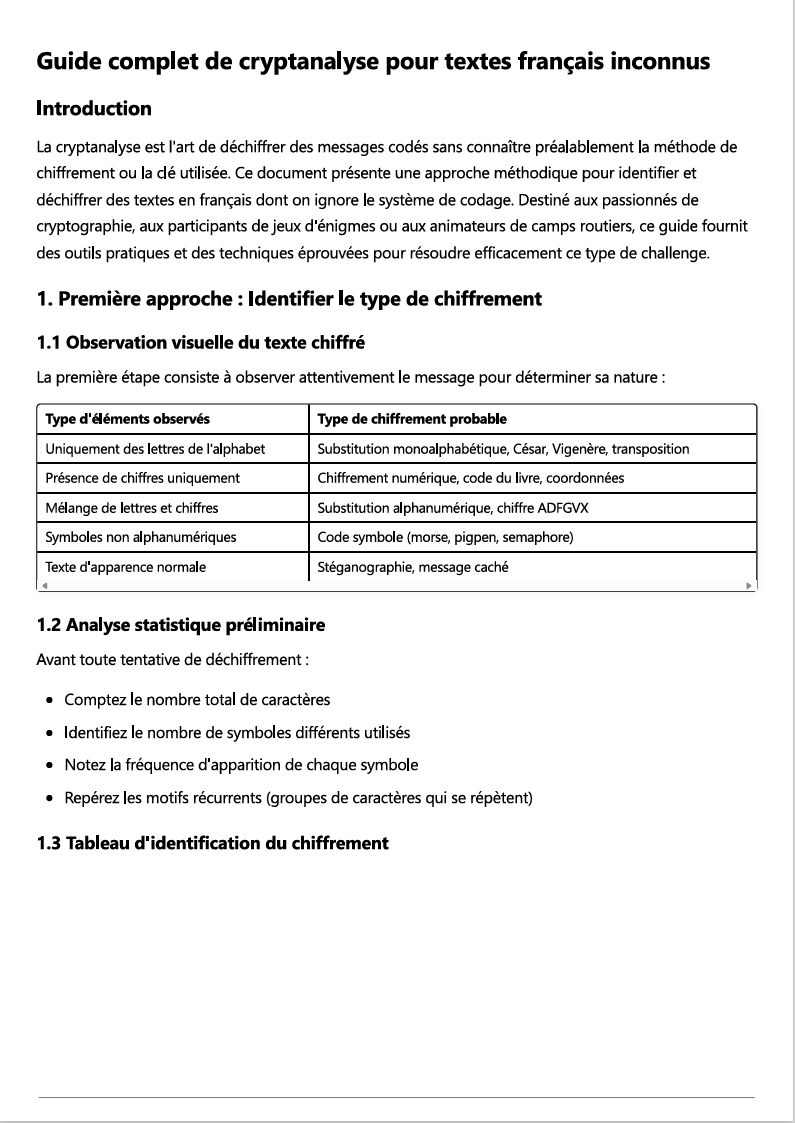 Guide complet de cryptanalyse pour textes français inconnus
Introduction
La cryptanalyse est l'art de déchiffrer des messages codés sans connaître préalablement la méthode de
chiffrement ou la clé utilisée. Ce document présente une approche méthodique pour identifier et
déchiffrer des textes en français dont on ignore le système de codage. Destiné aux passionnés de
cryptographie, aux participants de jeux d'énigmes ou aux animateurs de camps routiers, ce guide fournit
des outils pratiques et des techniques éprouvées pour résoudre efficacement ce type de challenge.
1. Première approche : Identifier le type de chiffrement
1.1 Observation visuelle du texte chiffré
La première étape consiste à observer attentivement le message pour déterminer sa nature :
Type d'éléments observés Type de chiffrement probable
Uniquement des lettres de l'alphabet Substitution monoalphabétique, César, Vigenère, transposition
Présence de chiffres uniquement Chiffrement numérique, code du livre, coordonnées
Mélange de lettres et chiffres Substitution alphanumérique, chiffre ADFGVX
Symboles non alphanumériques Code symbole (morse, pigpen, semaphore)
Texte d'apparence normale Stéganographie, message caché
1.2 Analyse statistique préliminaire
Avant toute tentative de déchiffrement :
• Comptez le nombre total de caractères
• Identifiez le nombre de symboles différents utilisés
• Notez la fréquence d'apparition de chaque symbole
• Repérez les motifs récurrents (groupes de caractères qui se répètent)
1.3 Tableau d'identification du chiffrement